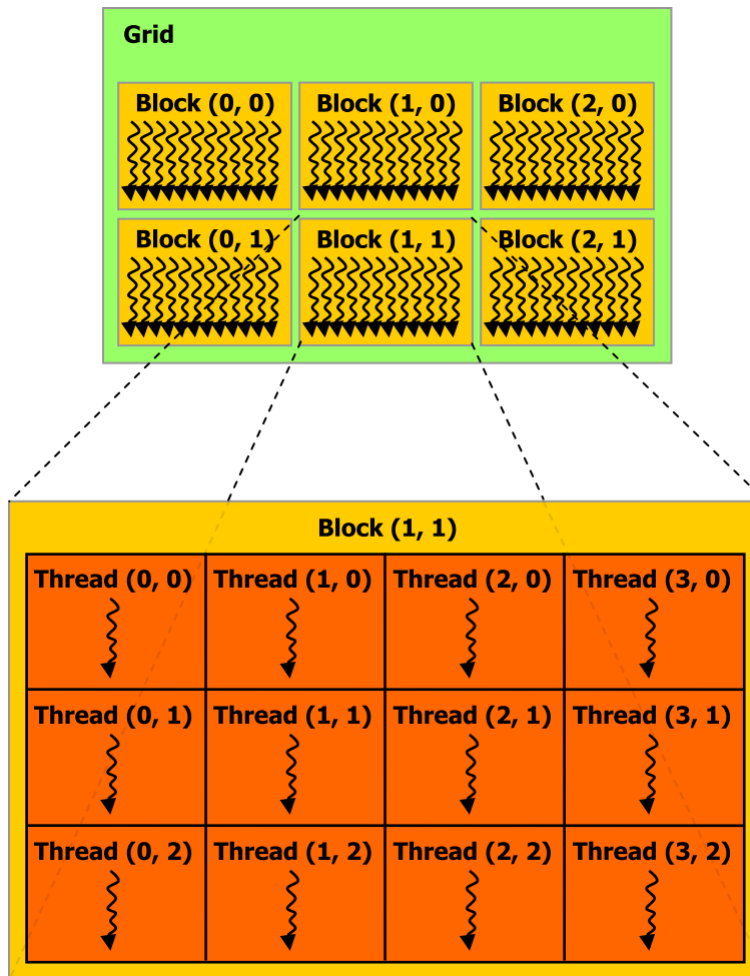 Grid
Block (0, 0) Block (1, 0) Block (2, 0)
Block (0, 1) Block (1, 1) Block (2, 1)
Block (1, 1)
Thread (0, 0) Thread (1, 0) Thread (2, 0) Thread (3, 0)
Thread (0, 1) Thread (1, 1) Thread (2, 1) Thread (3, 1)
Thread (0, 2) Thread (1, 2) Thread (2, 2) Thread (3, 2)